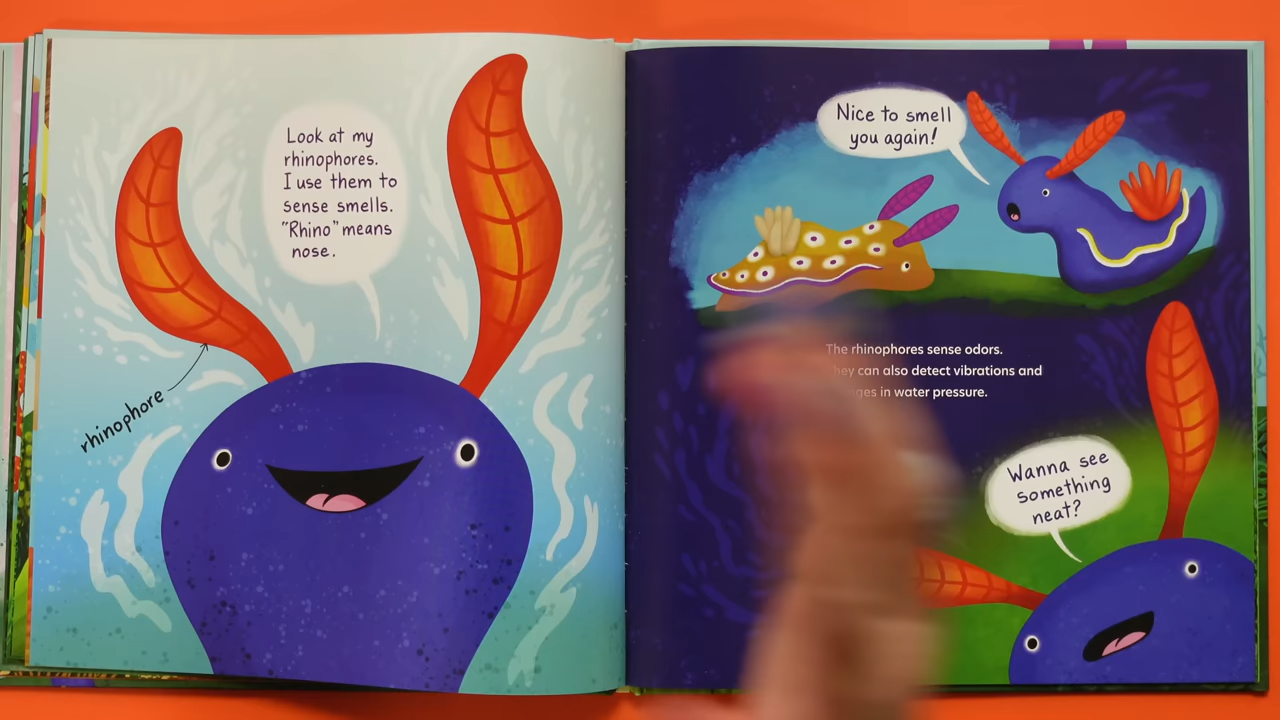 Look at my
rhinophores.
I use them to
sense smells.
"Rhino" means
nose.
rhinophore
Nice to smell
you again!
The rhinophores sense odors.
can also detect vibrations and
in water pressure.
Wanna see
something
neat?